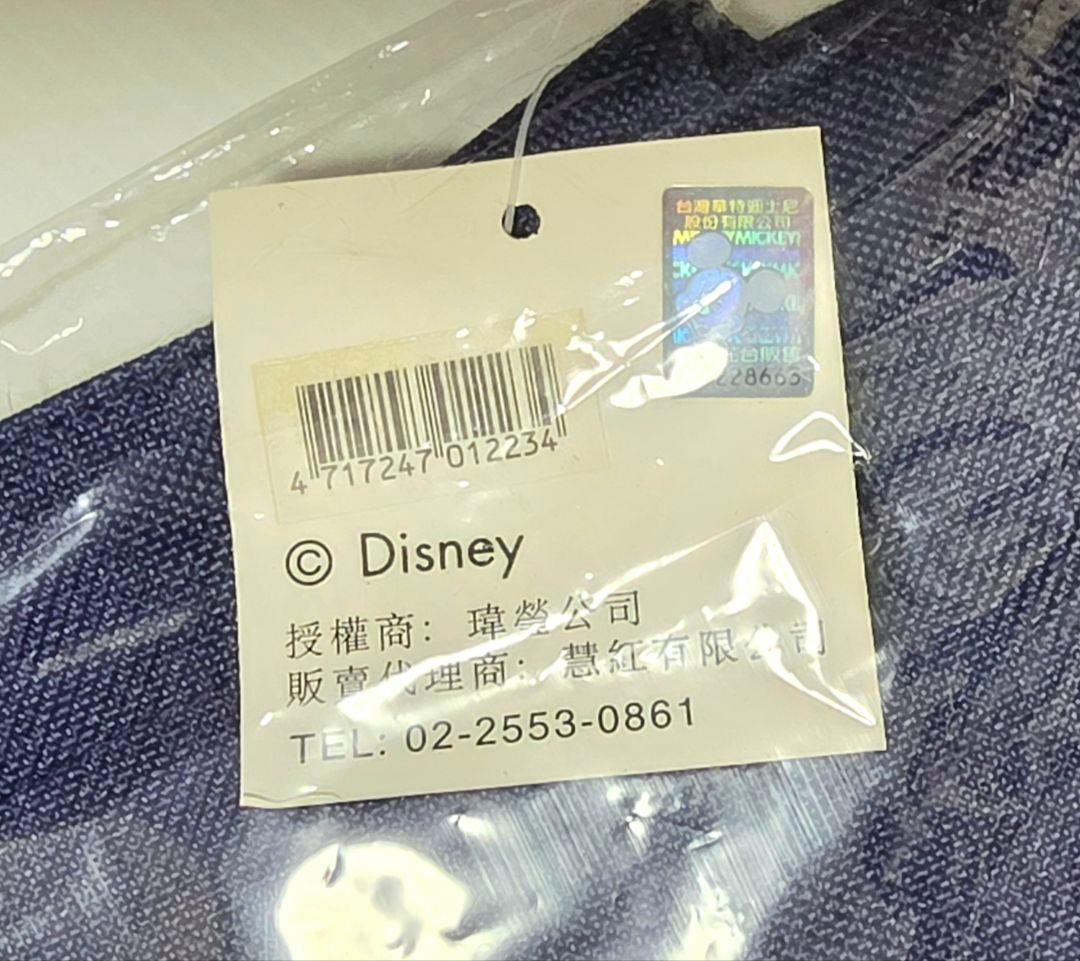 台灣華特迪士尼
股份有限公司
MICKEY!
4 717247 012234
© Disney
授權商: 瑋瑩公司
販賣代理商: 慧紅有限公司
TEL: 02-2553-0861